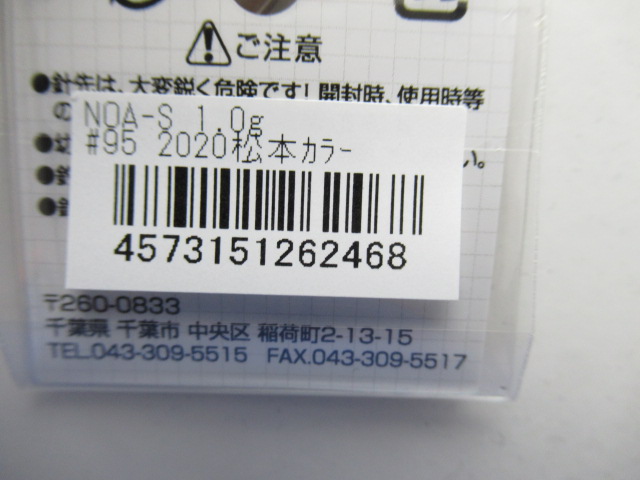 ご注意
●針先は、大変鋭く危険です!開封時、使用時等
の
NOA-S 1.0g
#95 2020松本カラー
い。
4573151262468
〒260-0833
千葉県 千葉市 中央区 稲荷町2-13-15
TEL.043-309-5515 FAX.043-309-5517